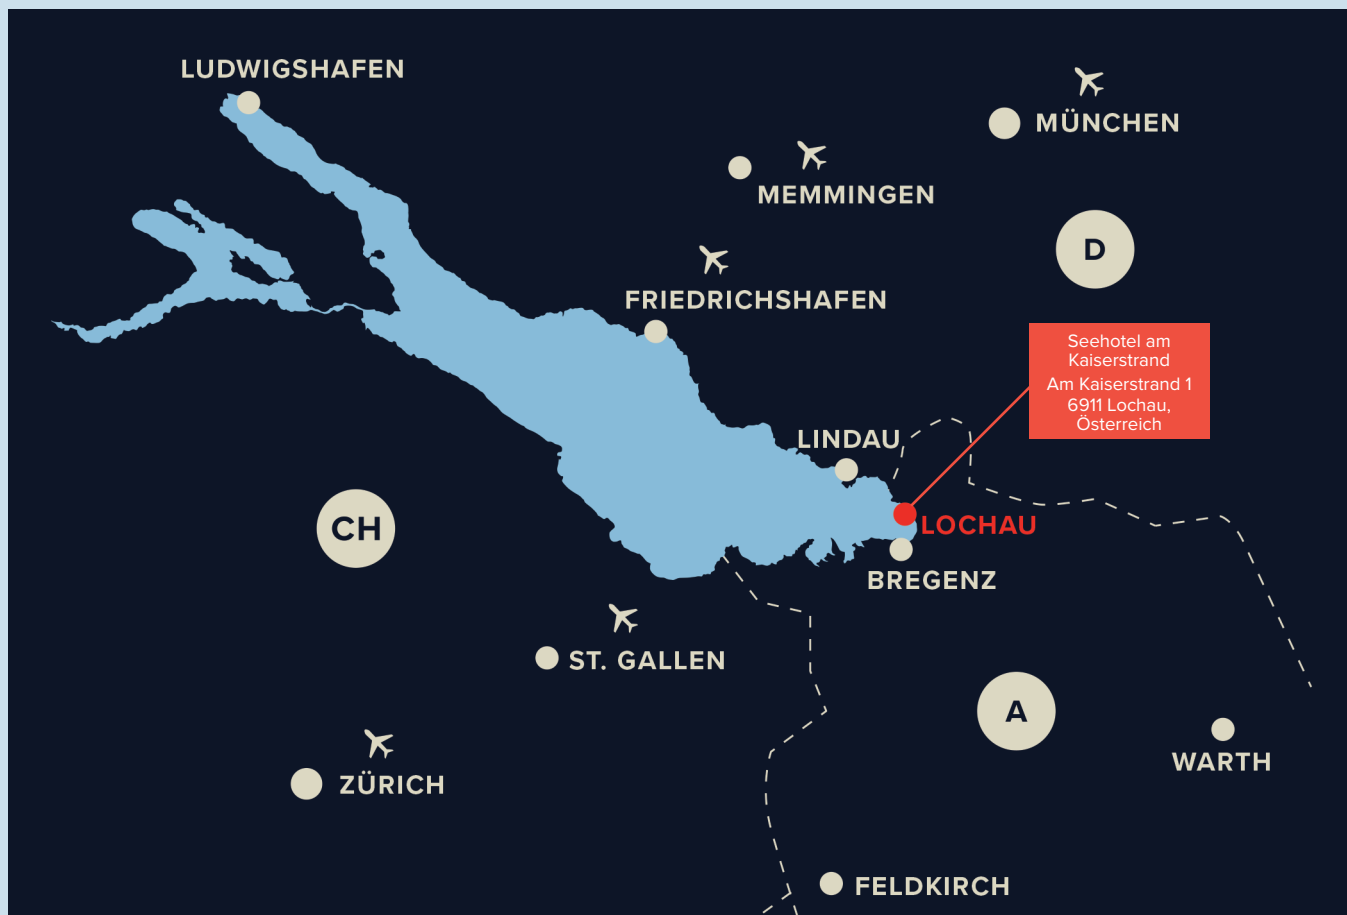 LUDWIGSHAFEN
MÜNCHEN
MEMMINGEN
D
FRIEDRICHSHAFEN
Seehotel am
Kaiserstrand
Am Kaiserstrand 1
6911 Lochau,
Österreich
LINDAU
CH
LOCHAU
BREGENZ
ST. GALLEN
A
WARTH
ZÜRICH
FELDKIRCH